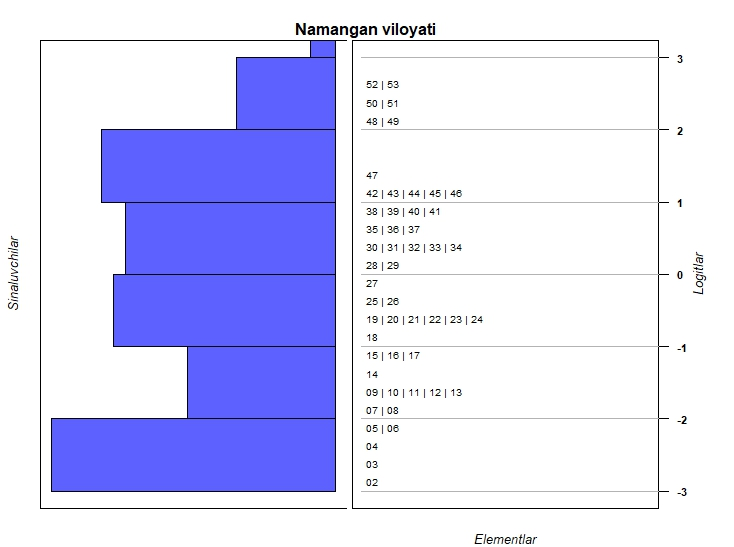 Namangan viloyati
3
52 | 53
50 | 51
48 | 49
2
47
42 | 43 | 44 | 45 | 46
1
38 | 39 | 40 | 41
35 | 36 | 37
30 | 31 | 32 | 33 | 34
28 | 29
0
27
25 | 26
19 | 20 | 21 | 22 | 23 | 24
18
-1
15 | 16 | 17
14
09 | 10 | 11 | 12 | 13
07 | 08
-2
05 | 06
04
03
02
-3
Sinaluvchilar
Logitlar
Elementlar